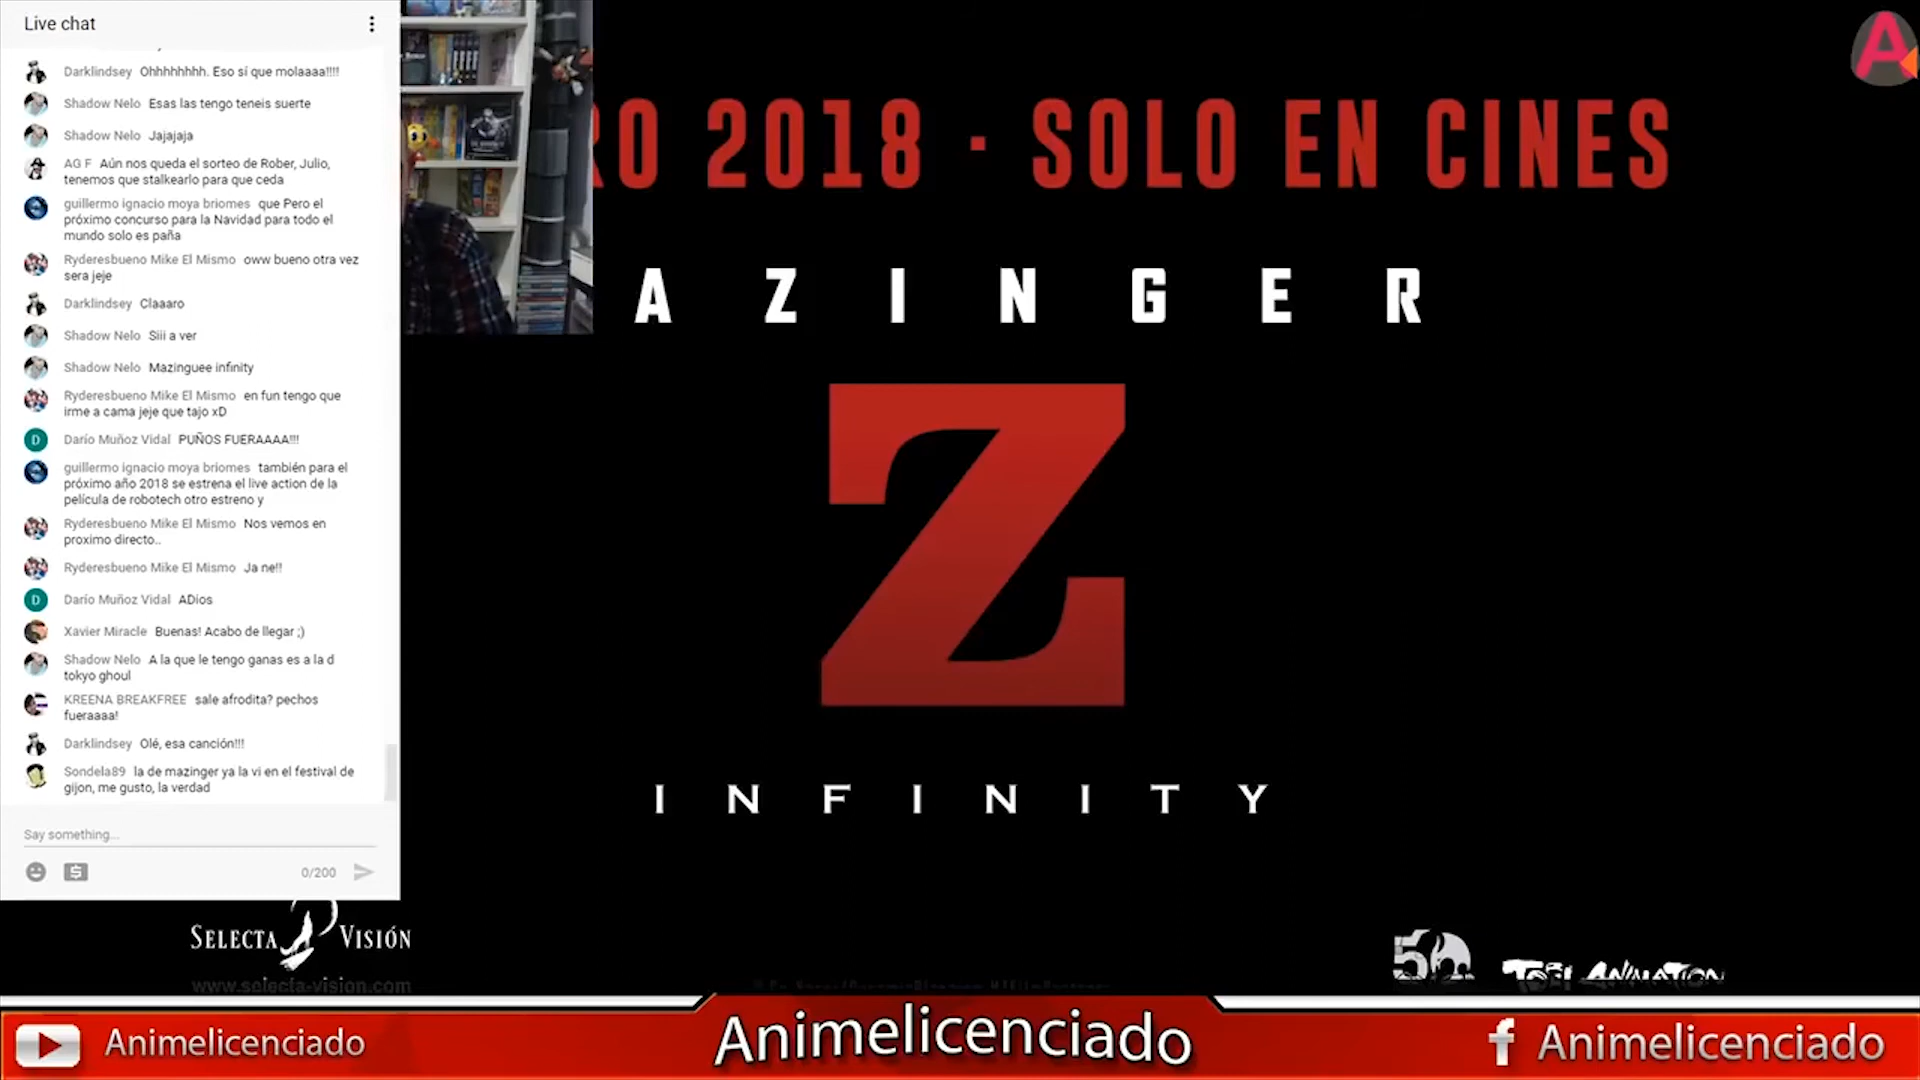 Live chat
Darklindsey Ohhhhhhhh. Eso sí que molaaaa!!!!
Shadow Nelo Esas las tengo teneis suerte
Shadow Nelo Jajajaja
AG F Aún nos queda el sorteo de Rober, Julio,
tenemos que stalkearlo para que ceda
guillermo ignacio moya briomes que Pero el
próximo concurso para la Navidad para todo el
mundo solo es paña
Ryderesbueno Mike El Mismo oww bueno otra vez
sera jeje
Darklindsey Claaaro
Shadow Nelo Siii a ver
Shadow Nelo Mazinguee infinity
Ryderesbueno Mike El Mismo en fun tengo que
irme a cama jeje que tajo xD
D Darío Muñoz Vidal PUÑOS FUERAAAA!!!
guillermo ignacio moya briomes también para el
próximo año 2018 se estrena el live action de la
película de robotech otro estreno y
Ryderesbueno Mike El Mismo Nos vemos en
proximo directo..
Ryderesbueno Mike El Mismo Ja ne!!
D Darío Muñoz Vidal ADios
Xavier Miracle Buenas! Acabo de llegar ;)
Shadow Nelo A la que le tengo ganas es a la d
tokyo ghoul
KREENA BREAKFREE sale afrodita? pechos
fueraaaa!
Darklindsey Olé, esa canción!!!
Sondela89 la de mazinger ya la vi en el festival de
gijon, me gusto, la verdad
Say something...
0/200
A
RO 2018 · SOLO EN CINES
AZINGER
Z
INFINITY
SELECTA VISIÓN
www.selecta-vision.com
50
TOEI ANIMATION
Animelicenciado
Animelicenciado
f Animelicenciado